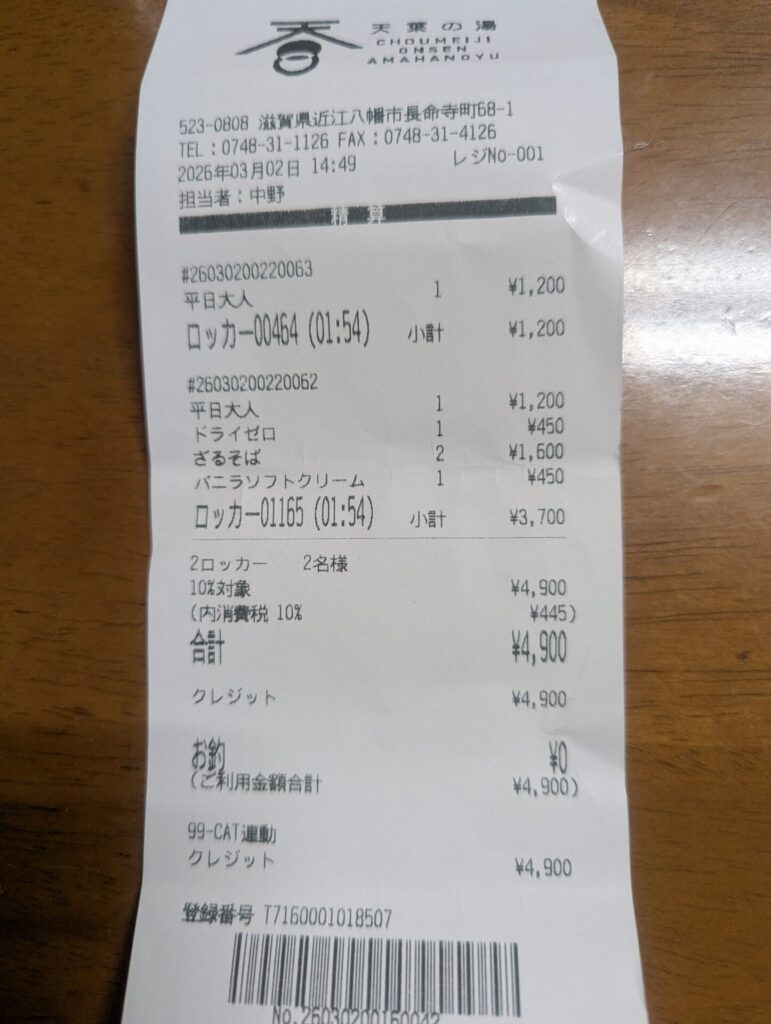 天葉の湯
CHOUMEIJI
ONSEN
AMAHANOYU
523-0808 滋賀県近江八幡市長命寺町68-1
TEL：0748-31-1126 FAX：0748-31-4126
2026年03月02日 14:49 レジNo-001
担当者：中野
精算
#26030200220063
平日大人 1 ¥1,200
ロッカー00464 (01:54) 小計 ¥1,200
#26030200220062
平日大人 1 ¥1,200
ドライゼロ 1 ¥450
ざるそば 2 ¥1,600
バニラソフトクリーム 1 ¥450
ロッカー01165 (01:54) 小計 ¥3,700
2ロッカー 2名様
10%対象 ¥4,900
(内消費税 10% ¥445)
合計 ¥4,900
クレジット ¥4,900
お釣 ¥0
(ご利用金額合計 ¥4,900)
99-CAT連動
クレジット ¥4,900
登録番号 T7160001018507
No.26030200160042